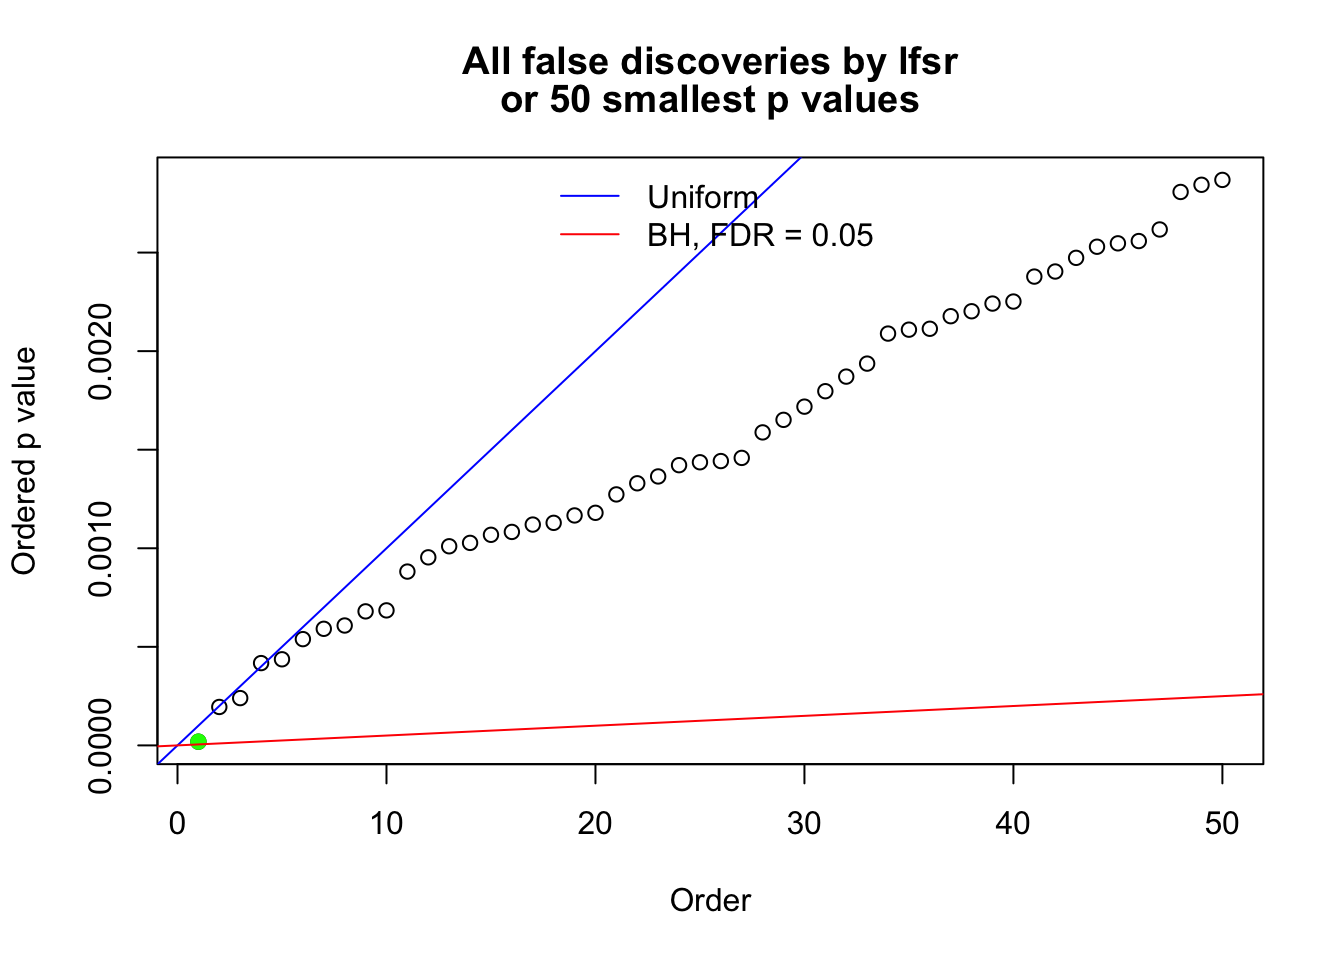 All false discoveries by lfsr
or 50 smallest p values
Uniform
BH, FDR = 0.05
Ordered p value
0.0020
0.0010
0.0000
0 10 20 30 40 50
Order